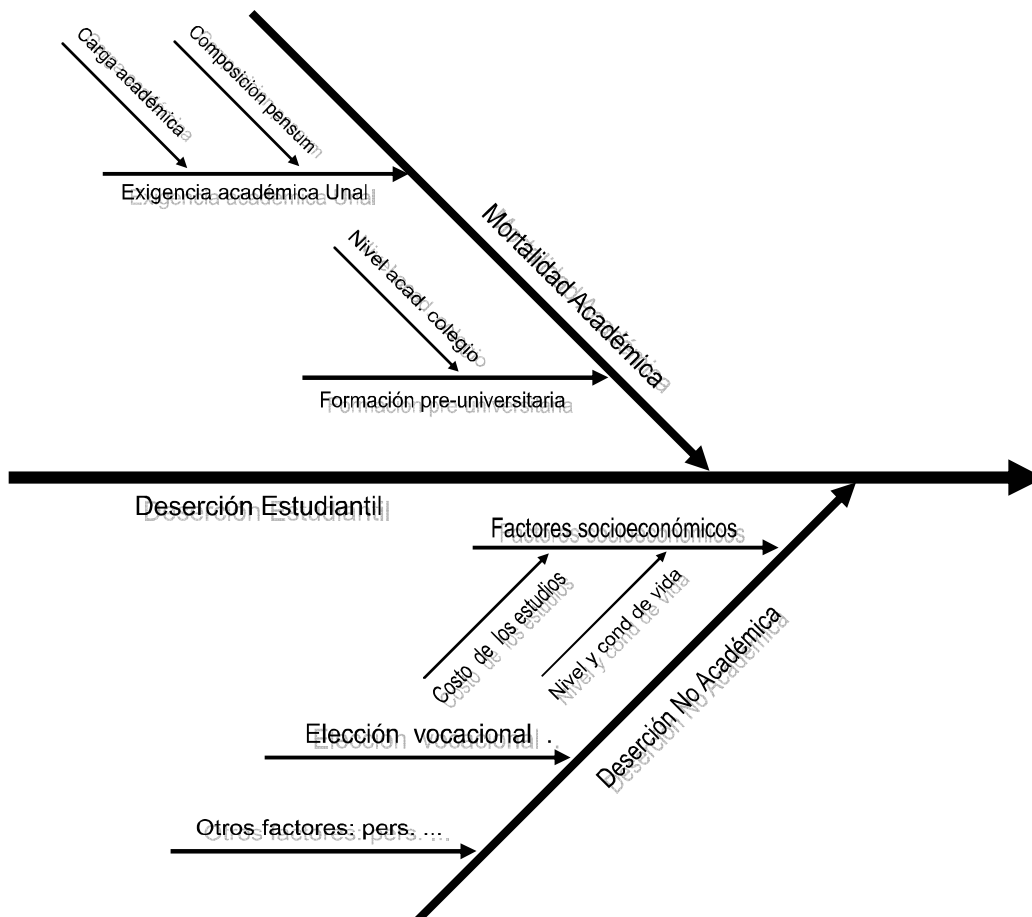 Carga académica
Composicion pensum
Exigencia académica Unal
Mortalidad Académica
Nivel acad. colegio
Formación pre-universitaria
Deserción Estudiantil
Factores socioeconómicos
Costo de los estudios
Nivel y cond de vida
Deserción No Académica
Elección vocacional .
Otros factores: pers. ...